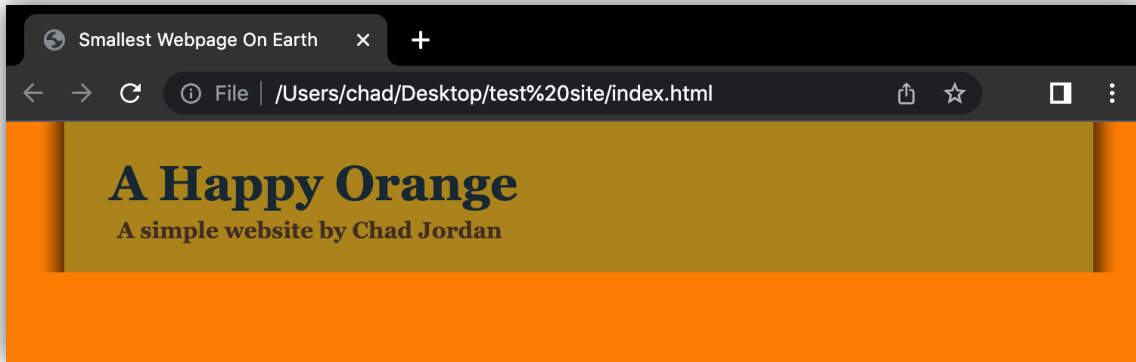 Smallest Webpage On Earth
File | /Users/chad/Desktop/test%20site/index.html
A Happy Orange
A simple website by Chad Jordan